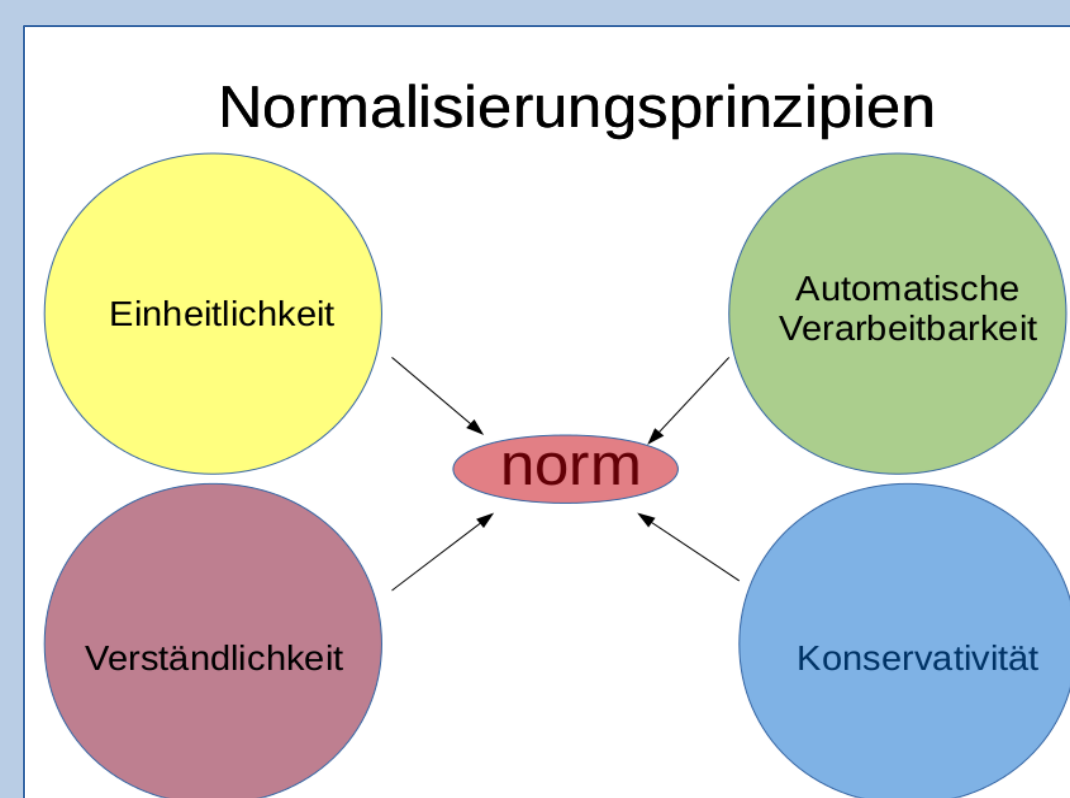 Normalisierungsprinzipien
Einheitlichkeit
Automatische
Verarbeitbarkeit
norm
Verständlichkeit
Konservativität